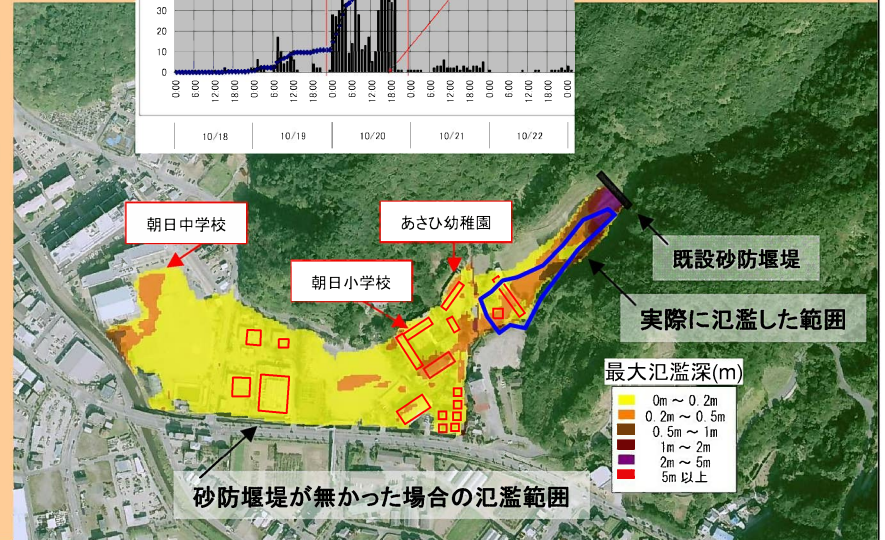 30
20
10
0
0:00 6:00 12:00 18:00 0:00 6:00 12:00 18:00 0:00 6:00 12:00 18:00 0:00 6:00 12:00 18:00 0:00 6:00 12:00 18:00 0:00
10/18 10/19 10/20 10/21 10/22
朝日中学校
あさひ幼稚園
朝日小学校
既設砂防堰堤
実際に氾濫した範囲
最大氾濫深(m)
0m ～ 0.2m
0.2m ～ 0.5m
0.5m ～ 1m
1m ～ 2m
2m ～ 5m
5m 以上
砂防堰堤が無かった場合の氾濫範囲